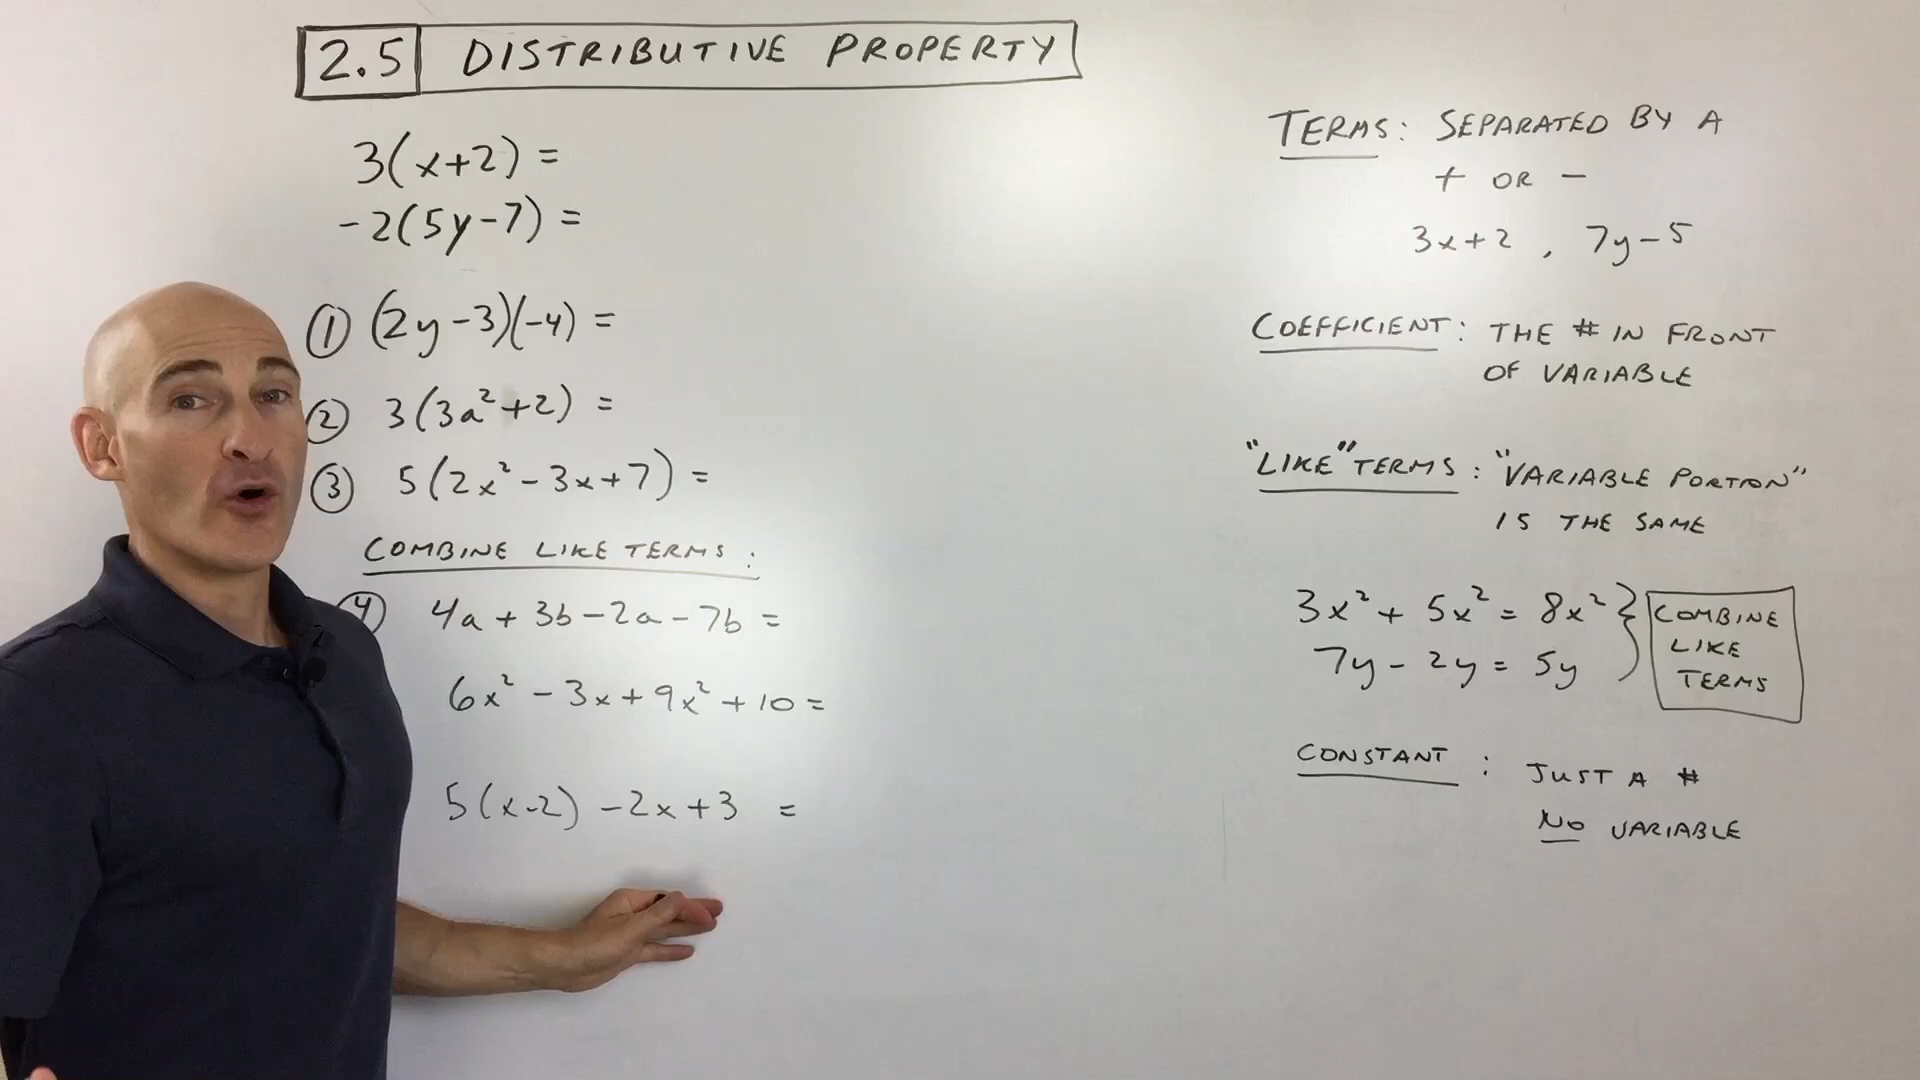 2.5 DISTRIBUTIVE PROPERTY
3(x+2) =
-2(5y-7) =
① (2y-3)(-4) =
② 3(3a²+2) =
③ 5(2x²-3x+7) =
COMBINE LIKE TERMS:
④ 4a+3b-2a-7b =
6x²-3x+9x²+10 =
5(x-2)-2x+3 =
TERMS: SEPARATED BY A
+ OR -
3x+2, 7y-5
COEFFICIENT: THE # IN FRONT
OF VARIABLE
"LIKE" TERMS: "VARIABLE PORTION"
IS THE SAME
3x²+5x²=8x²
7y-2y=5y
COMBINE
LIKE
TERMS
CONSTANT: JUST A #
NO VARIABLE